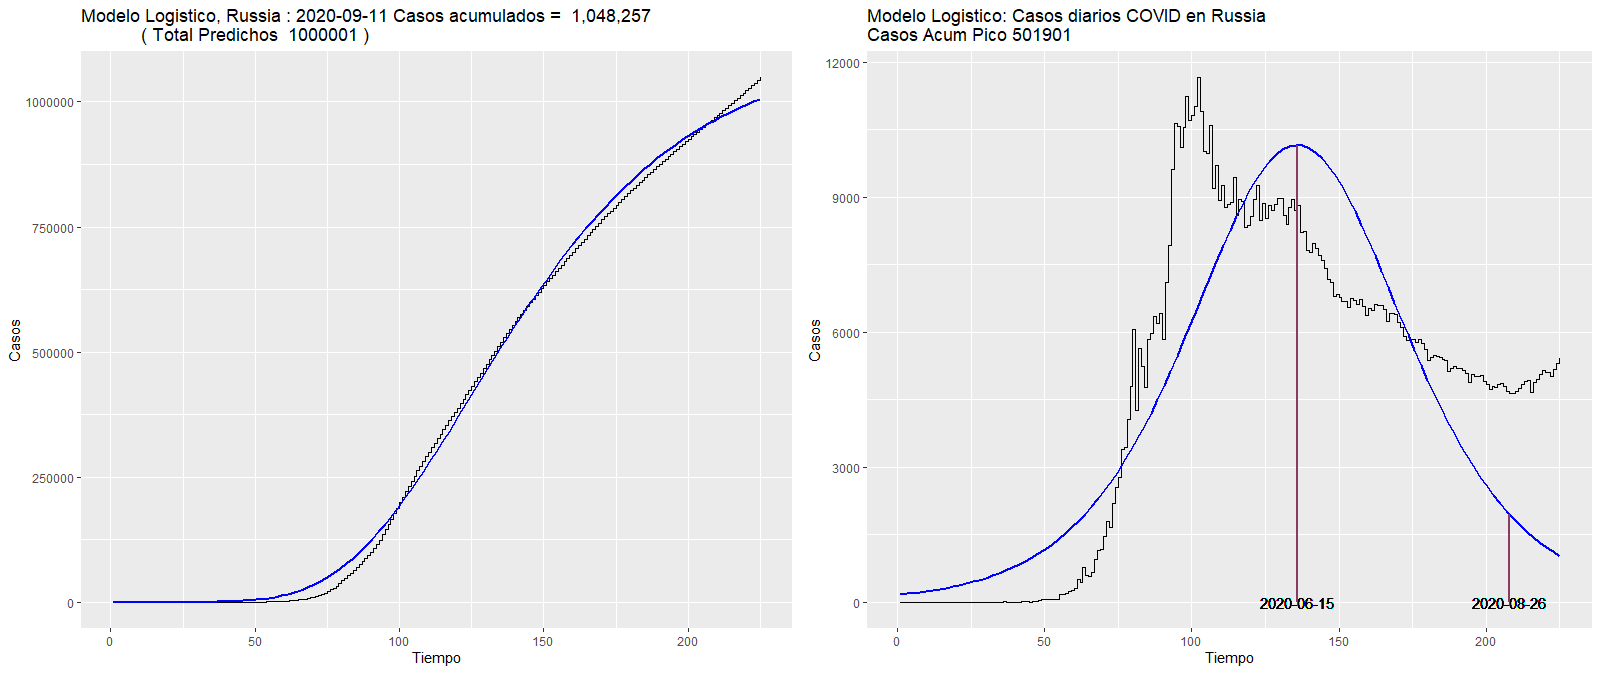 Modelo Logistico, Russia : 2020-09-11 Casos acumulados =  1,048,257
( Total Predichos  1000001 )
Casos
1000000
750000
500000
250000
0
0 50 100 150 200
Tiempo
Modelo Logistico: Casos diarios COVID en Russia
Casos Acum Pico 501901
Casos
12000
9000
6000
3000
0
2020-06-15 2020-08-26
0 50 100 150 200
Tiempo